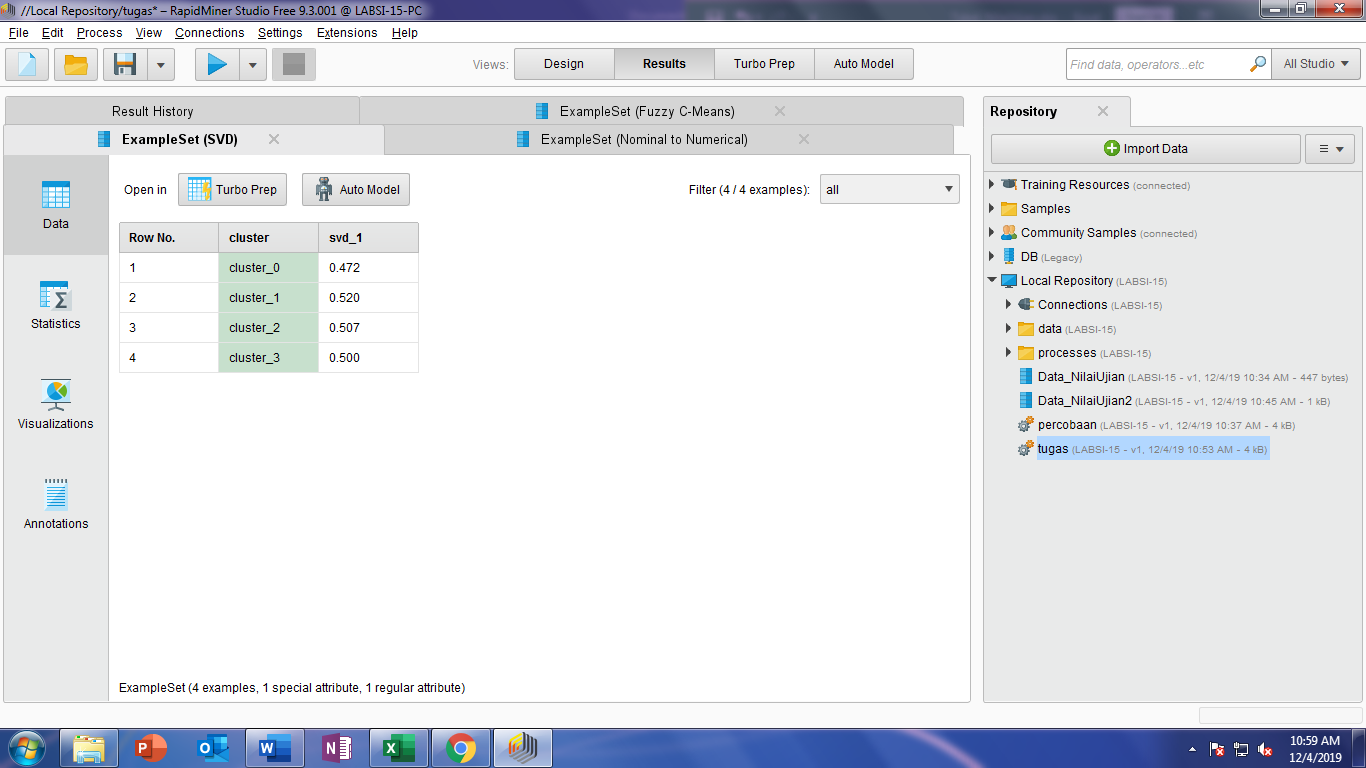 //Local Repository/tugas* – RapidMiner Studio Free 9.3.001 @ LABSI-15-PC
File Edit Process View Connections Settings Extensions Help
Views: Design Results Turbo Prep Auto Model
Find data, operators...etc
All Studio
Result History
ExampleSet (Fuzzy C-Means)
ExampleSet (SVD)
ExampleSet (Nominal to Numerical)
Data
Statistics
Visualizations
Annotations
Open in Turbo Prep Auto Model
Filter (4 / 4 examples): all
Row No. cluster svd_1
1 cluster_0 0.472
2 cluster_1 0.520
3 cluster_2 0.507
4 cluster_3 0.500
ExampleSet (4 examples, 1 special attribute, 1 regular attribute)
Repository
Import Data
Training Resources (connected)
Samples
Community Samples (connected)
DB (Legacy)
Local Repository (LABSI-15)
Connections (LABSI-15)
data (LABSI-15)
processes (LABSI-15)
Data_NilaiUjian (LABSI-15 - v1, 12/4/19 10:34 AM - 447 bytes)
Data_NilaiUjian2 (LABSI-15 - v1, 12/4/19 10:45 AM - 1 kB)
percobaan (LABSI-15 - v1, 12/4/19 10:37 AM - 4 kB)
tugas (LABSI-15 - v1, 12/4/19 10:53 AM - 4 kB)
10:59 AM
12/4/2019